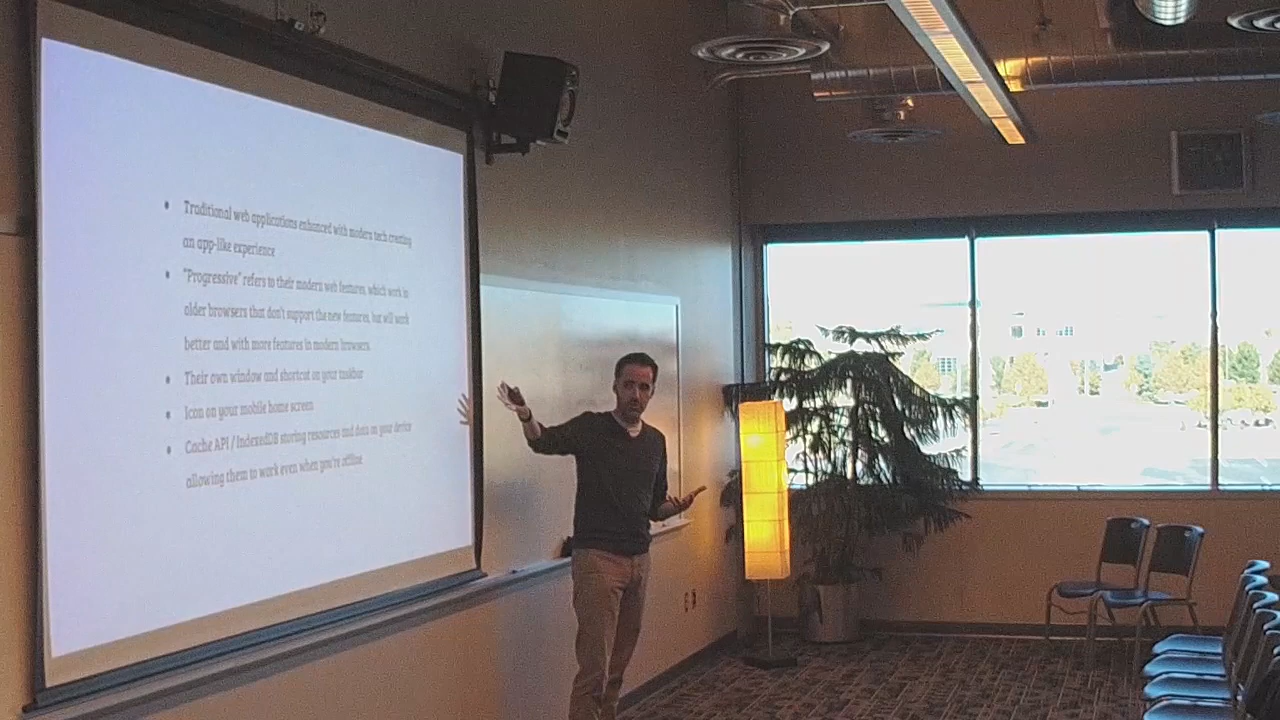 • Traditional web applications enhanced with modern tech creating
an app-like experience
• "Progressive" refers to their modern web features, which work in
older browsers that don't support the new features, but will work
better and with more features in modern browsers.
• Their own window and shortcut on your taskbar
• Icon on your mobile home screen
• Cache API / IndexedDB storing resources and data on your device
allowing them to work even when you're offline